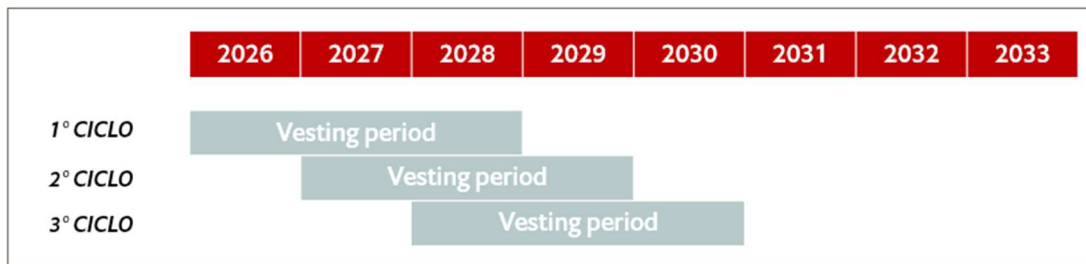 2026 2027 2028 2029 2030 2031 2032 2033
1° CICLO Vesting period
2° CICLO Vesting period
3° CICLO Vesting period